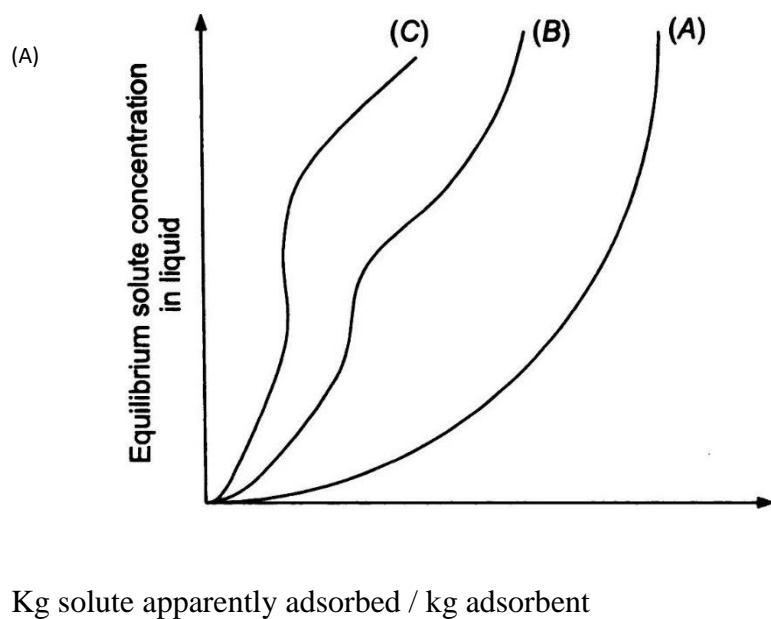 (A)
(C)
(B)
(A)
Equilibrium solute concentration
in liquid
Kg solute apparently adsorbed / kg adsorbent